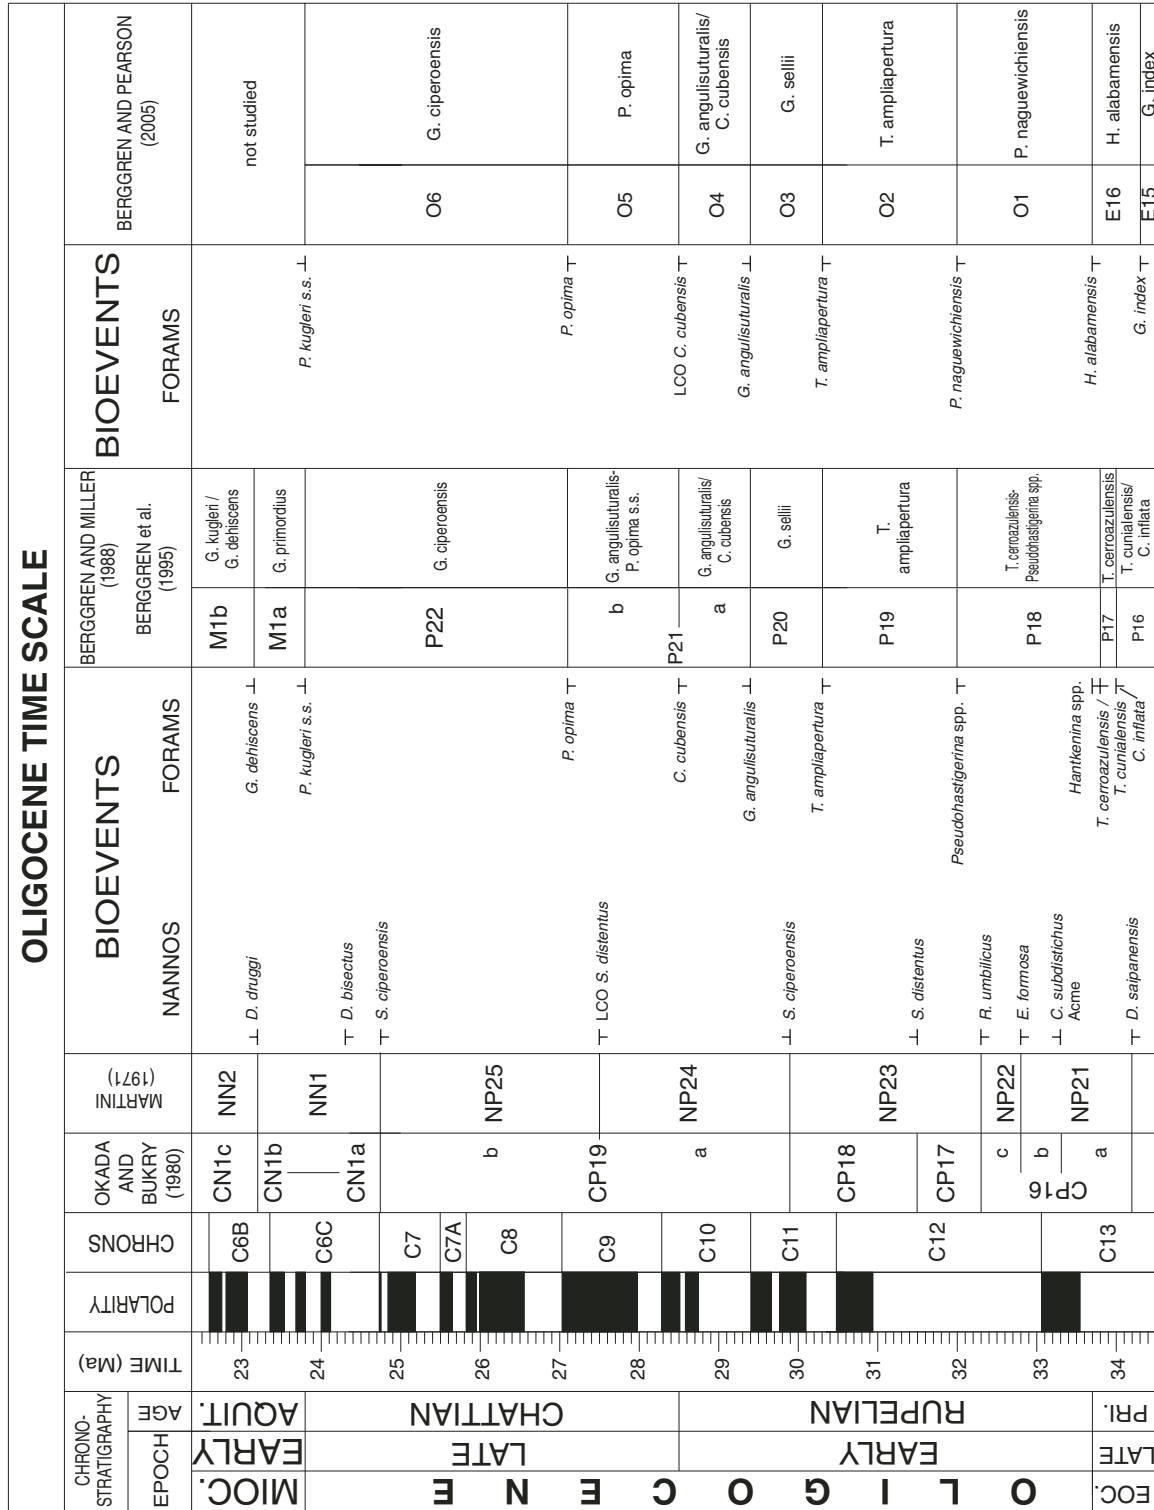 OLIGOCENE TIME SCALE
CHRONO-
STRATIGRAPHY
EPOCH
AGE
TIME (Ma)
POLARITY
CHRONS
OKADA
AND
BUKRY
(1980)
MARTINI
(1971)
BIOEVENTS
NANNOS
FORAMS
BERGGREN AND MILLER
(1988)
BERGGREN et al.
(1995)
BIOEVENTS
FORAMS
BERGGREN AND PEARSON
(2005)
MIOC.
OLIGOCENE
EOC.
EARLY
LATE
EARLY
LATE
AQUIT.
CHATTIAN
RUPELIAN
PRI.
23
24
25
26
27
28
29
30
31
32
33
34
C6B
C6C
C7
C7A
C8
C9
C10
C11
C12
C13
CN1c
CN1b
CN1a
b
CP19
a
CP18
CP17
c
b
CP16
a
NN2
NN1
NP25
NP24
NP23
NP22
NP21
D. druggi
D. bisectus
S. ciperoensis
LCO S. distentus
S. ciperoensis
S. distentus
R. umbilicus
E. formosa
C. subdistichus
Acme
D. saipanensis
G. dehiscens
P. kugleri s.s.
P. opima
C. cubensis
G. angulisuturalis
T. ampliapertura
Pseudohastigerina spp.
Hantkenina spp.
T. cerroazulensis /
T. cunialensis /
C. inflata
M1b
M1a
P22
b
P21
a
P20
P19
P18
P17
P16
G. kugleri /
G. dehiscens
G. primordius
G. ciperoensis
G. angulisuturalis-
P. opima s.s.
G. angulisuturalis/
C. cubensis
G. sellii
T.
ampliapertura
T.cerroazulensis-
Pseudohastigerina spp.
T. cerroazulensis
T. cunialensis/
C. inflata
P. kugleri s.s.
P. opima
LCO C. cubensis
G. angulisuturalis
T. ampliapertura
P. naguewichiensis
H. alabamensis
G. index
O6
O5
O4
O3
O2
O1
E16
E15
not studied
G. ciperoensis
P. opima
G. angulisuturalis/
C. cubensis
G. sellii
T. ampliapertura
P. naguewichiensis
H. alabamensis
G. index